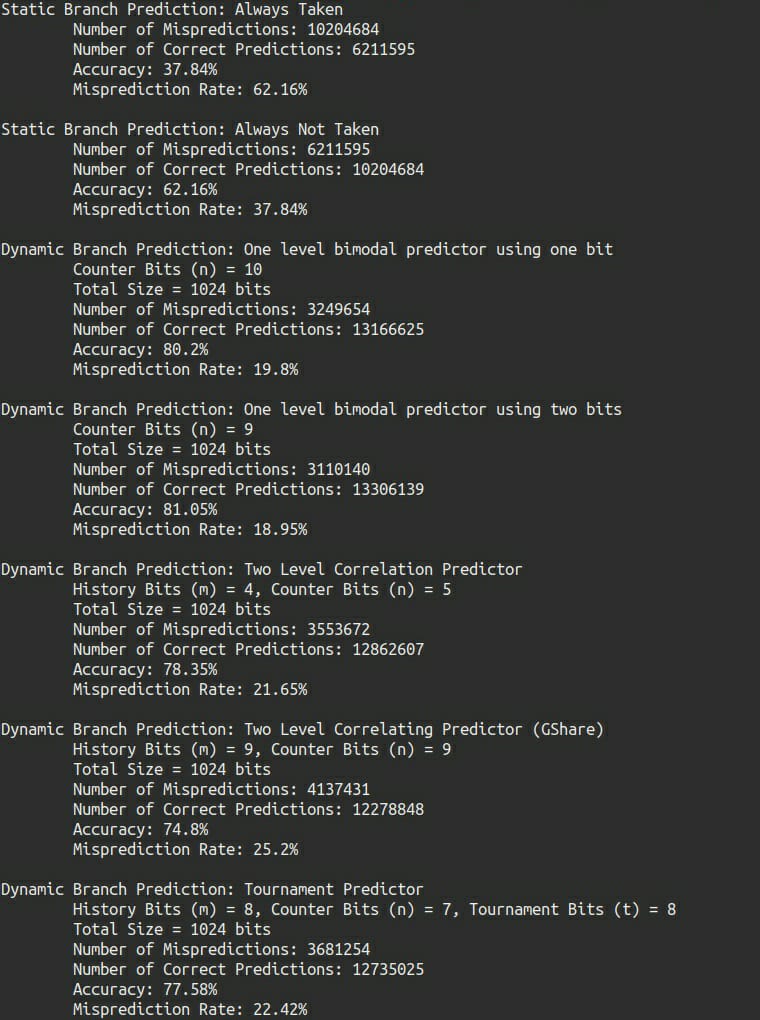 Static Branch Prediction: Always Taken
Number of Mispredictions: 10204684
Number of Correct Predictions: 6211595
Accuracy: 37.84%
Misprediction Rate: 62.16%
Static Branch Prediction: Always Not Taken
Number of Mispredictions: 6211595
Number of Correct Predictions: 10204684
Accuracy: 62.16%
Misprediction Rate: 37.84%
Dynamic Branch Prediction: One level bimodal predictor using one bit
Counter Bits (n) = 10
Total Size = 1024 bits
Number of Mispredictions: 3249654
Number of Correct Predictions: 13166625
Accuracy: 80.2%
Misprediction Rate: 19.8%
Dynamic Branch Prediction: One level bimodal predictor using two bits
Counter Bits (n) = 9
Total Size = 1024 bits
Number of Mispredictions: 3110140
Number of Correct Predictions: 13306139
Accuracy: 81.05%
Misprediction Rate: 18.95%
Dynamic Branch Prediction: Two Level Correlation Predictor
History Bits (m) = 4, Counter Bits (n) = 5
Total Size = 1024 bits
Number of Mispredictions: 3553672
Number of Correct Predictions: 12862607
Accuracy: 78.35%
Misprediction Rate: 21.65%
Dynamic Branch Prediction: Two Level Correlating Predictor (GShare)
History Bits (m) = 9, Counter Bits (n) = 9
Total Size = 1024 bits
Number of Mispredictions: 4137431
Number of Correct Predictions: 12278848
Accuracy: 74.8%
Misprediction Rate: 25.2%
Dynamic Branch Prediction: Tournament Predictor
History Bits (m) = 8, Counter Bits (n) = 7, Tournament Bits (t) = 8
Total Size = 1024 bits
Number of Mispredictions: 3681254
Number of Correct Predictions: 12735025
Accuracy: 77.58%
Misprediction Rate: 22.42%